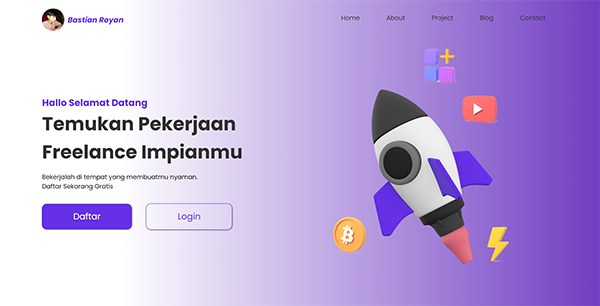 Bastian Royan
Home
About
Project
Blog
Contact
Hallo Selamat Datang
Temukan Pekerjaan
Freelance Impianmu
Bekerjalah di tempat yang membuatmu nyaman.
Daftar Sekarang Gratis
Daftar
Login